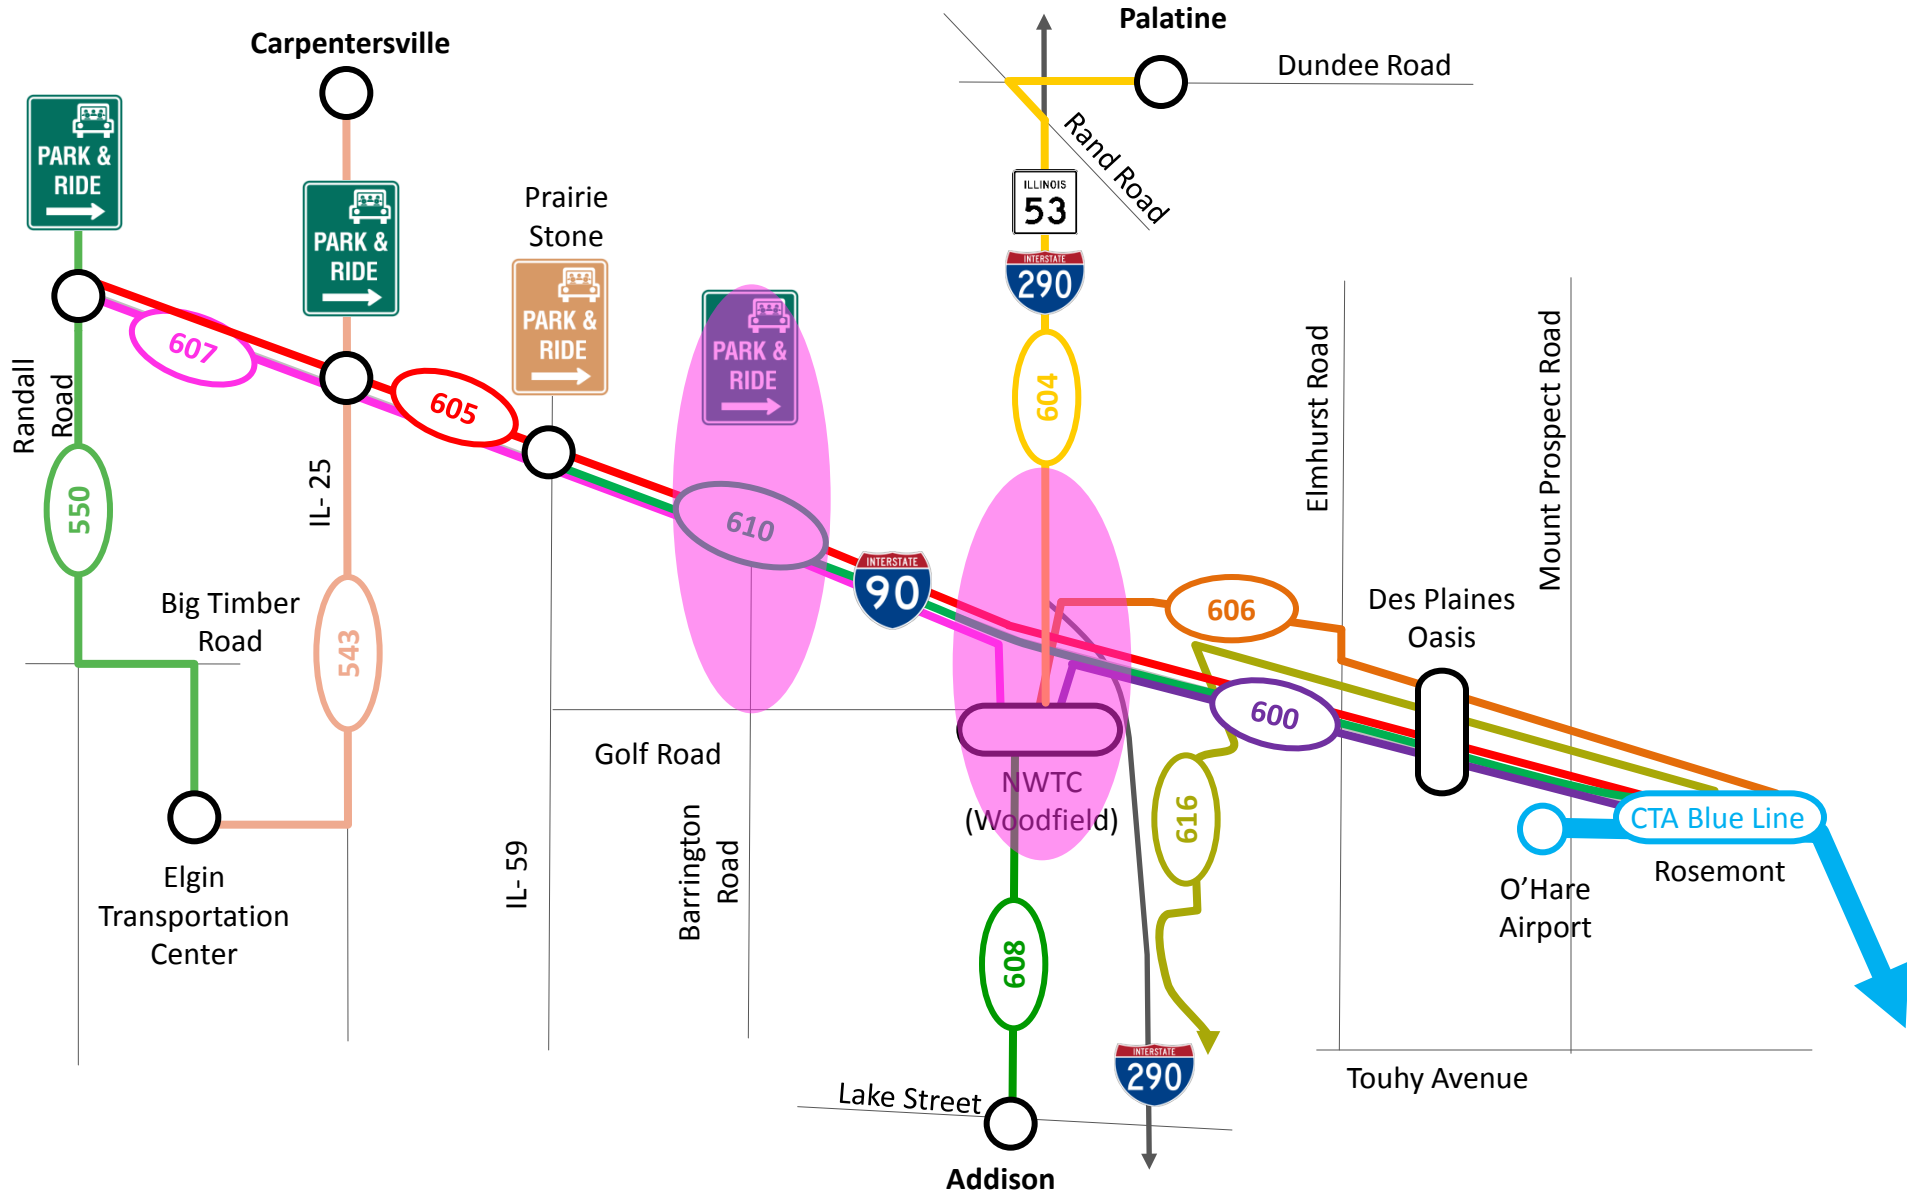 Carpentersville
Palatine
Dundee Road
Rand Road
PARK &
RIDE
PARK &
RIDE
Prairie
Stone
PARK &
RIDE
PARK &
RIDE
ILLINOIS
53
INTERSTATE
290
607
605
604
610
Randall
Road
550
IL- 25
Elmhurst Road
Mount Prospect Road
INTERSTATE
90
Big Timber
Road
543
606
Des Plaines
Oasis
600
Golf Road
NWTC
(Woodfield)
616
CTA Blue Line
Rosemont
O’Hare
Airport
Elgin
Transportation
Center
IL- 59
Barrington
Road
608
INTERSTATE
290
Touhy Avenue
Lake Street
Addison